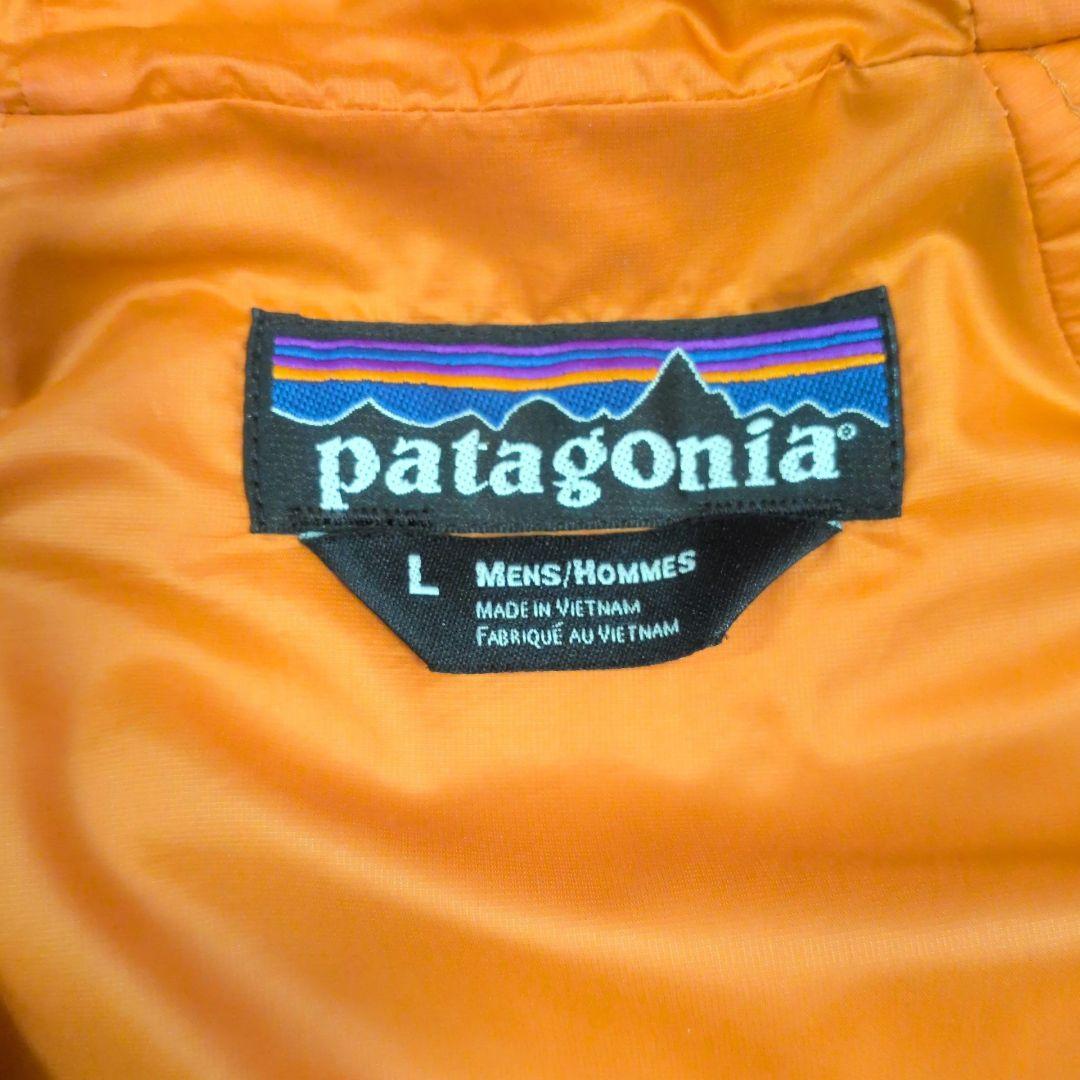 patagonia®
L MENS/HOMMES
MADE IN VIETNAM
FABRIQUÉ AU VIETNAM